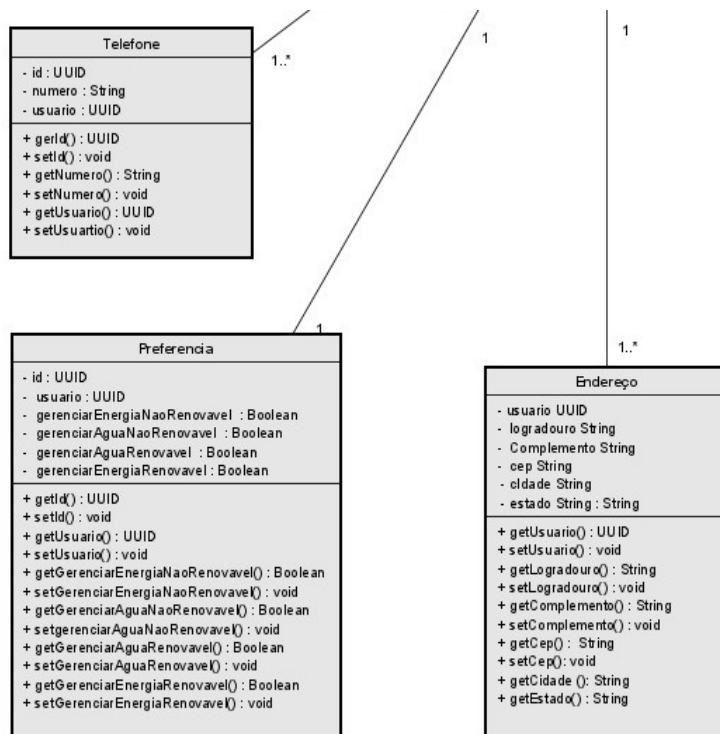 Telefone
- id : UUID
- numero : String
- usuario : UUID
+ gerId() : UUID
+ setId() : void
+ getNumero() : String
+ setNumero() : void
+ getUsuario() : UUID
+ setUsuartio() : void
1..*
1
1
1
Preferencia
- id : UUID
- usuario : UUID
- gerenciarEnergiaNaoRenovavel : Boolean
- gerenciarAguaNaoRenovavel : Boolean
- gerenciarAguaRenovavel : Boolean
- gerenciarEnergiaRenovavel : Boolean
+ getId() : UUID
+ setId() : void
+ getUsuario() : UUID
+ setUsuario() : void
+ getGerenciarEnergiaNaoRenovavel() : Boolean
+ setGerenciarEnergiaNaoRenovavel() : void
+ getGerenciarAguaNaoRenovavel() : Boolean
+ setgerenciarAguaNaoRenovavel() : void
+ getGerenciarAguaRenovavel() : Boolean
+ setGerenciarAguaRenovavel() : void
+ getGerenciarEnergiaRenovavel() : Boolean
+ setGerenciarEnergiaRenovavel() : void
1..*
Endereço
- usuario UUID
- logradouro String
- Complemento String
- cep String
- cIdade String
- estado String : String
+ getUsuario() : UUID
+ setUsuario() : void
+ getLogradouro() : String
+ setLogradouro() : void
+ getComplemento() : String
+ setComplemento() : void
+ getCep() : String
+ setCep(): void
+ getCidade (): String
+ getEstado() : String